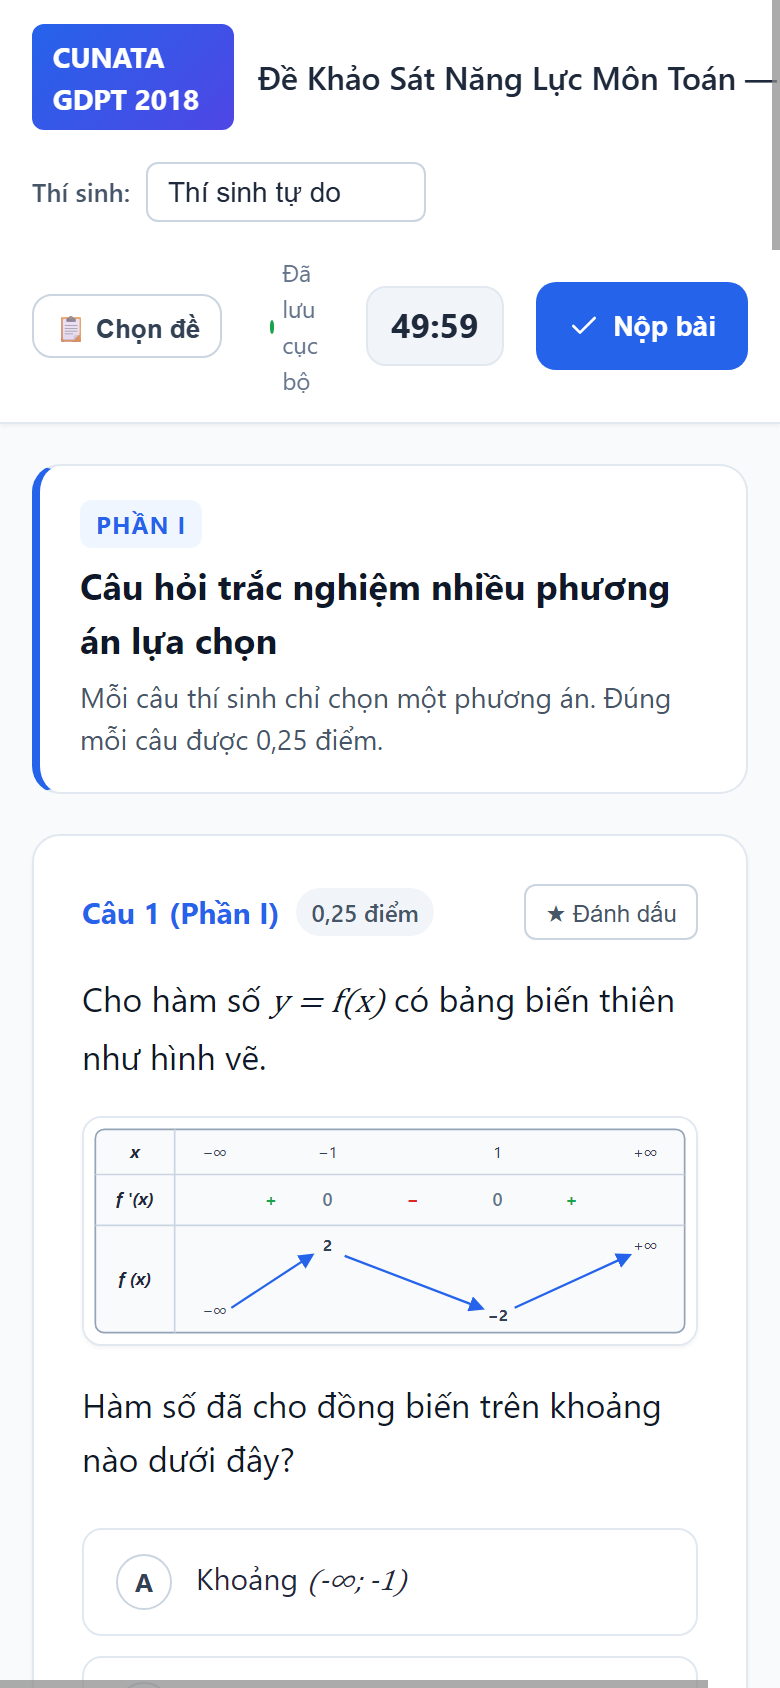 CUNATA
GDPT 2018
Đề Khảo Sát Năng Lực Môn Toán —
Thí sinh: Thí sinh tự do
📋 Chọn đề
Đã
lưu
cục
bộ
49:59
✓ Nộp bài
PHẦN I
Câu hỏi trắc nghiệm nhiều phương
án lựa chọn
Mỗi câu thí sinh chỉ chọn một phương án. Đúng
mỗi câu được 0,25 điểm.
Câu 1 (Phần I) 0,25 điểm ★ Đánh dấu
Cho hàm số y = f(x) có bảng biến thiên
như hình vẽ.
x −∞ −1 1 +∞
f '(x) + 0 − 0 +
f (x) −∞ 2 −2 +∞
Hàm số đã cho đồng biến trên khoảng
nào dưới đây?
A Khoảng (-∞; -1)